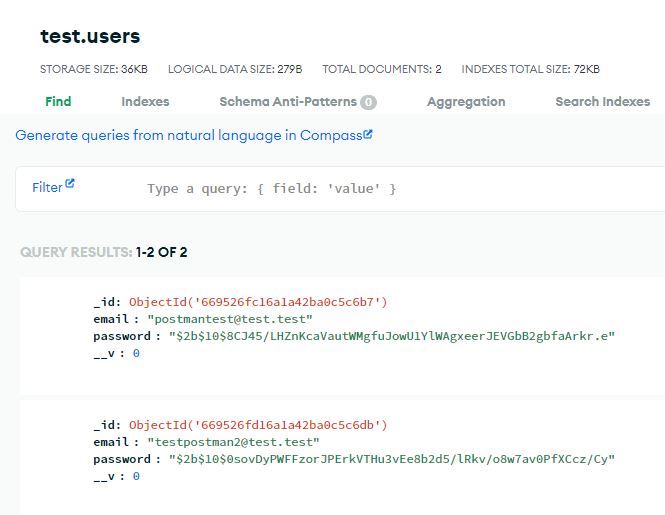 test.users
STORAGE SIZE: 36KB LOGICAL DATA SIZE: 279B TOTAL DOCUMENTS: 2 INDEXES TOTAL SIZE: 72KB
Find Indexes Schema Anti-Patterns 0 Aggregation Search Indexes
Generate queries from natural language in Compass
Filter Type a query: { field: 'value' }
QUERY RESULTS: 1-2 OF 2
_id: ObjectId('669526fc16a1a42ba0c5c6b7')
email : "postmantest@test.test"
password : "$2b$10$8CJ45/LHZnKcaVautWMgfuJowU1YlWAgxeerJEVGbB2gbfaArkr.e"
__v : 0
_id: ObjectId('669526fd16a1a42ba0c5c6db')
email : "testpostman2@test.test"
password : "$2b$10$0sovDyPWFFzorJPErkVTHu3vEe8b2d5/lRkv/o8w7av0PfXCcz/Cy"
__v : 0